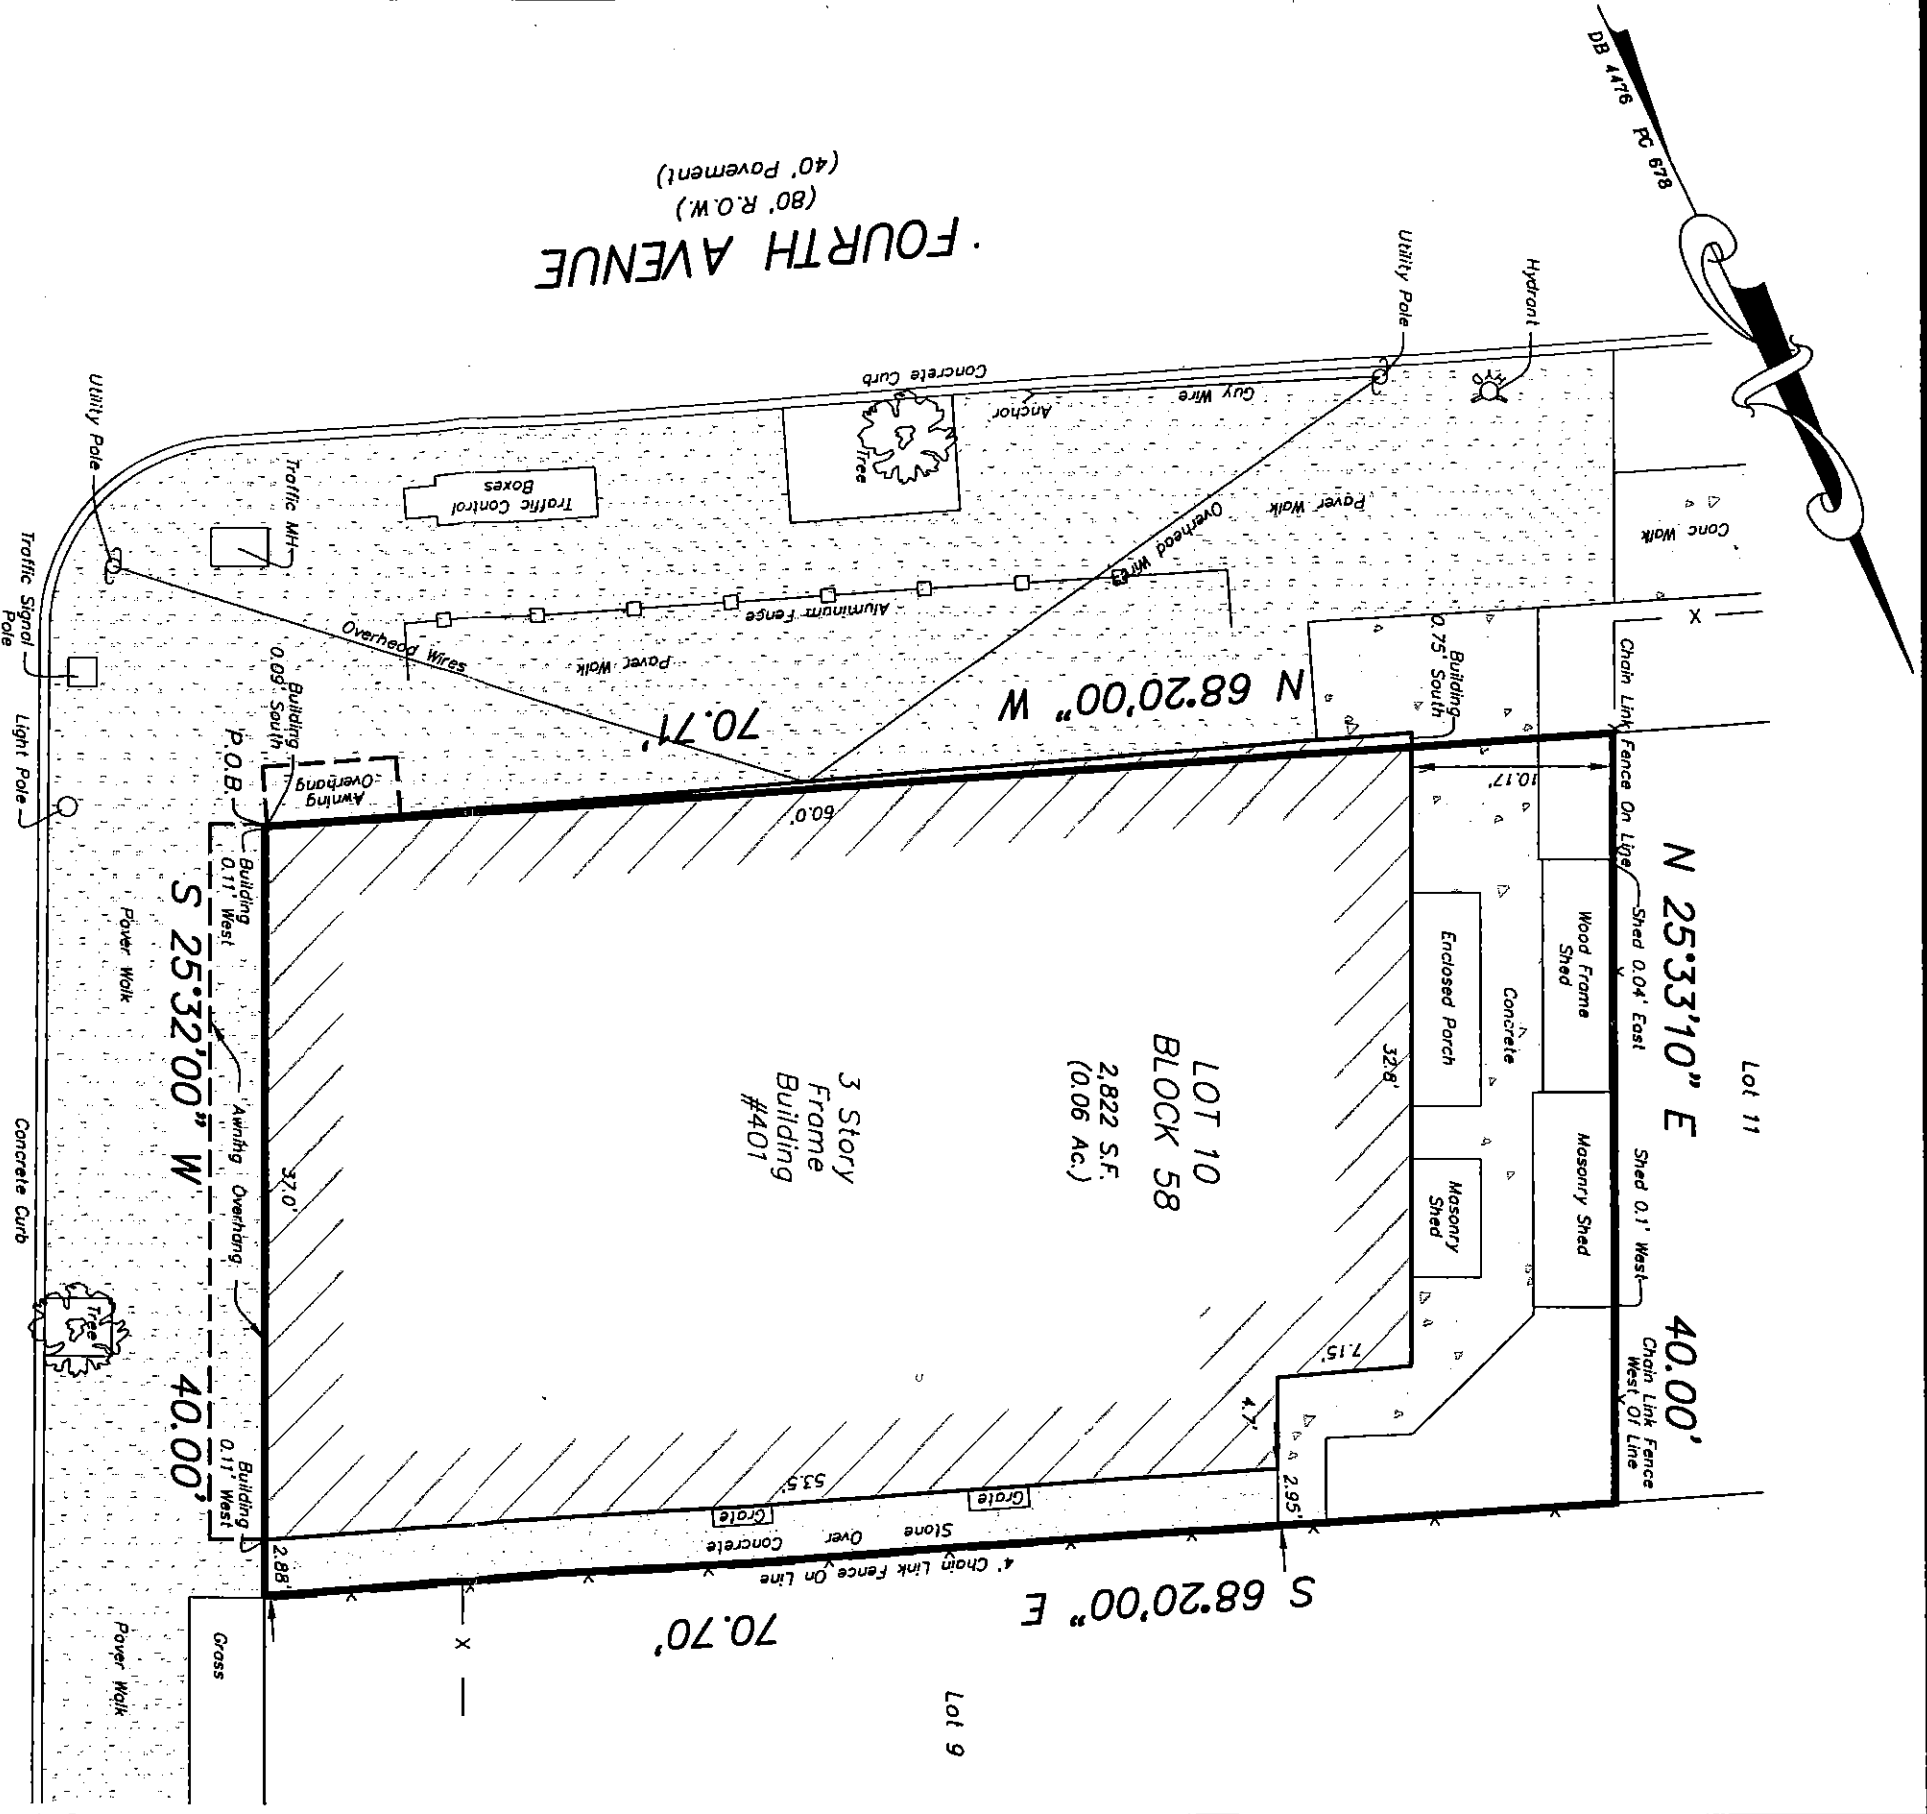 DB 4476 PG 678
FOURTH AVENUE
(80' R.O.W.)
(40' Pavement)
Utility Pole
Hydrant
Concrete Curb
Guy Wire
Anchor
Tree
Utility Pole
Traffic MH
Traffic Control
Boxes
Overhead Wires
Paver Walk
Conc Walk
Aluminum Fence
Overhead Wires
Paver Walk
Traffic Signal
Pole
Light Pole
Building
0.09' South
P.O.B.
Awning
Overhang
70.71'
N 68°20'00" W
Building
0.75' South
X
Chain Link Fence On Line
60.0'
10.17'
Building
0.11' West
Paver Walk
S 25°32'00" W
40.00'
Awning Overhang
37.0'
Concrete Curb
Tree
Building
0.11' West
3 Story
Frame
Building
#401
LOT 10
BLOCK 58
2,822 S.F.
(0.06 Ac.)
32.8'
Enclosed Porch
Concrete
Wood Frame
Shed
Shed 0.04' East
N 25°33'10" E
40.00'
Lot 11
Masonry
Shed
Masonry Shed
Shed 0.1' West
Chain Link Fence
West Of Line
7.15'
4.7'
2.95'
53.5'
Grate
Grate
Stone Over Concrete
4' Chain Link Fence On Line
2.88'
S 68°20'00" E
70.70'
X
Grass
Paver Walk
Lot 9